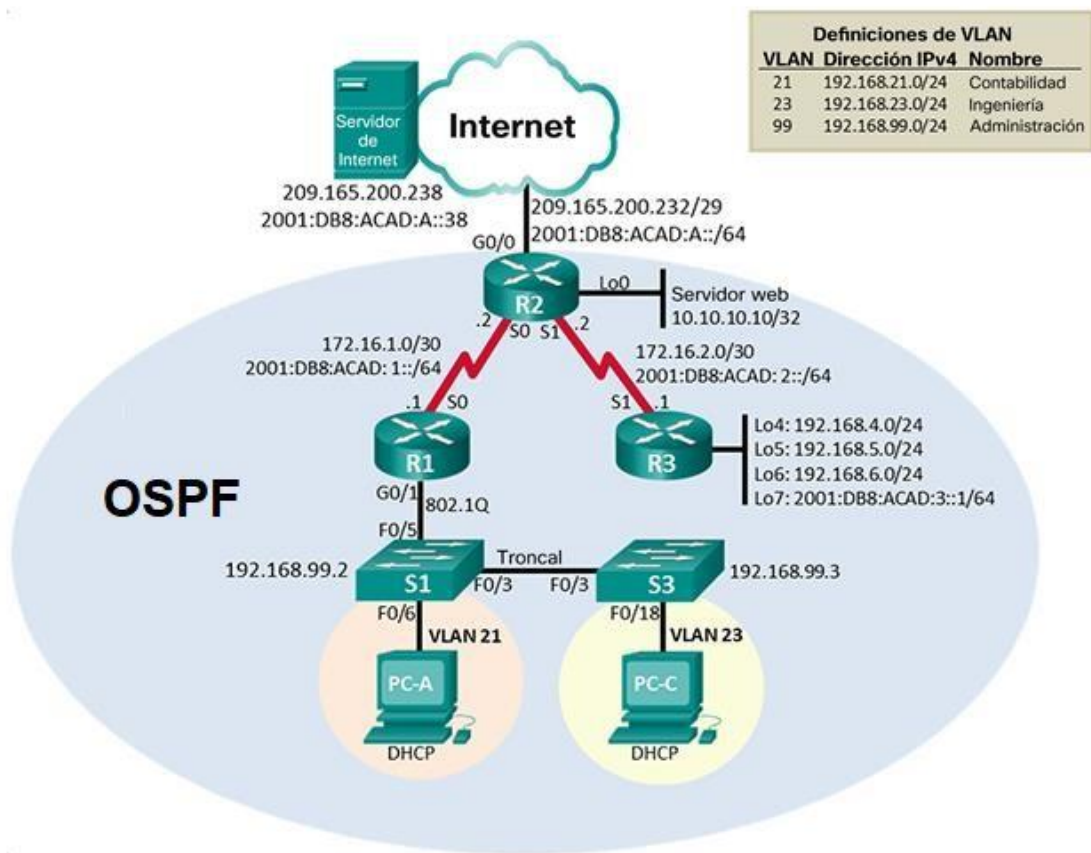 Definiciones de VLAN
VLAN Dirección IPv4 Nombre
21 192.168.21.0/24 Contabilidad
23 192.168.23.0/24 Ingeniería
99 192.168.99.0/24 Administración
Servidor
de
Internet
Internet
209.165.200.238
2001:DB8:ACAD:A::38
209.165.200.232/29
2001:DB8:ACAD:A::/64
G0/0
R2
Lo0
Servidor web
10.10.10.10/32
.2 S0 S1 .2
172.16.1.0/30
2001:DB8:ACAD: 1::/64
172.16.2.0/30
2001:DB8:ACAD: 2::/64
.1 S0
S1 .1
R1
R3
Lo4: 192.168.4.0/24
Lo5: 192.168.5.0/24
Lo6: 192.168.6.0/24
Lo7: 2001:DB8:ACAD:3::1/64
OSPF
G0/1
802.1Q
F0/5
192.168.99.2
S1
F0/3
Troncal
F0/3
S3
192.168.99.3
F0/6
VLAN 21
F0/18
VLAN 23
PC-A
PC-C
DHCP
DHCP